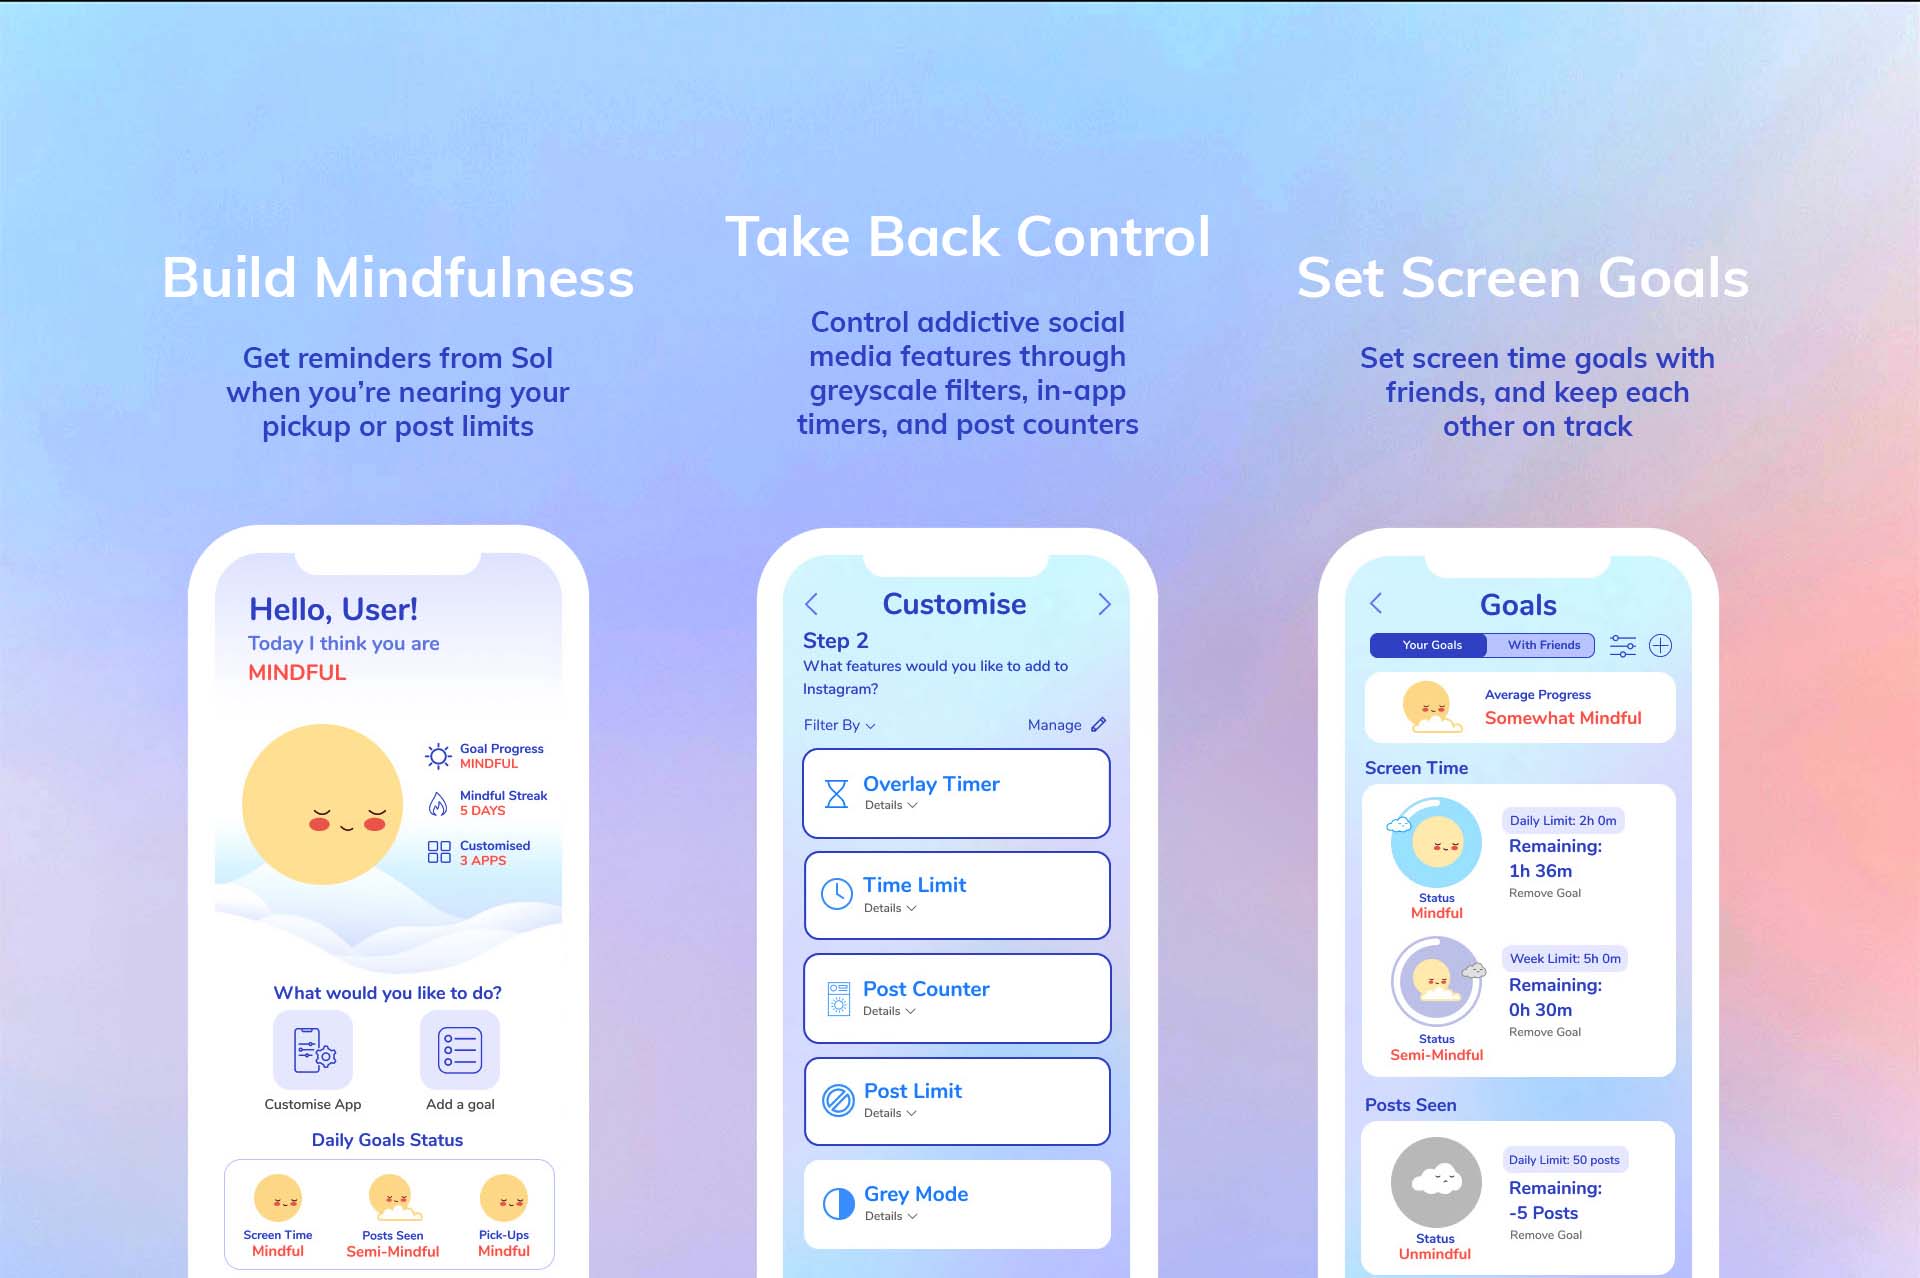 Build Mindfulness
Get reminders from Sol
when you're nearing your
pickup or post limits
Hello, User!
Today I think you are
MINDFUL
Goal Progress
MINDFUL
Mindful Streak
5 DAYS
Customised
3 APPS
What would you like to do?
Customise App
Add a goal
Daily Goals Status
Screen Time
Mindful
Posts Seen
Semi-Mindful
Pick-Ups
Mindful
Take Back Control
Control addictive social
media features through
greyscale filters, in-app
timers, and post counters
Customise
Step 2
What features would you like to add to
Instagram?
Filter By
Manage
Overlay Timer
Details
Time Limit
Details
Post Counter
Details
Post Limit
Details
Grey Mode
Details
Set Screen Goals
Set screen time goals with
friends, and keep each
other on track
Goals
Your Goals
With Friends
Average Progress
Somewhat Mindful
Screen Time
Daily Limit: 2h 0m
Remaining:
1h 36m
Remove Goal
Status
Mindful
Week Limit: 5h 0m
Remaining:
0h 30m
Remove Goal
Status
Semi-Mindful
Posts Seen
Daily Limit: 50 posts
Remaining:
-5 Posts
Remove Goal
Status
Unmindful